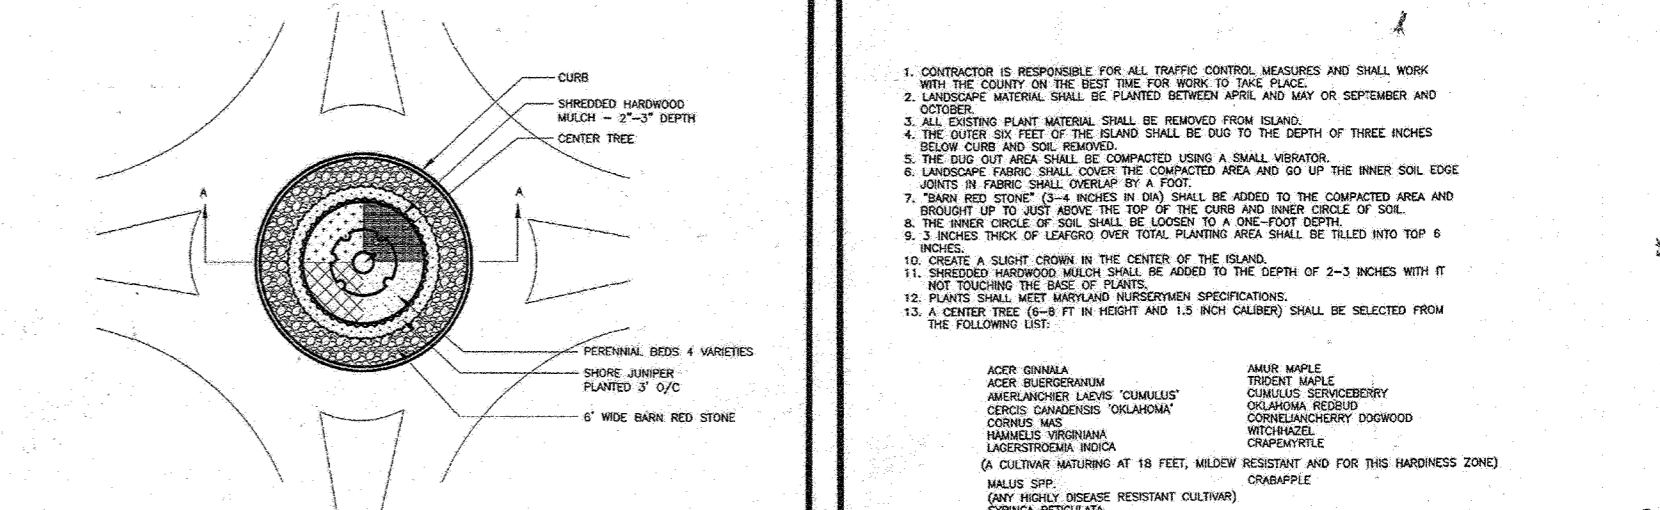 CURB
SHREDDED HARDWOOD
MULCH – 2"–3" DEPTH
CENTER TREE
A
A
PERENNIAL BEDS 4 VARIETIES
SHORE JUNIPER
PLANTED 3' O/C
6' WIDE BARN RED STONE
1. CONTRACTOR IS RESPONSIBLE FOR ALL TRAFFIC CONTROL MEASURES AND SHALL WORK
WITH THE COUNTY ON THE BEST TIME FOR WORK TO TAKE PLACE.
2. LANDSCAPE MATERIAL SHALL BE PLANTED BETWEEN APRIL AND MAY OR SEPTEMBER AND
OCTOBER.
3. ALL EXISTING PLANT MATERIAL SHALL BE REMOVED FROM ISLAND.
4. THE OUTER SIX FEET OF THE ISLAND SHALL BE DUG TO THE DEPTH OF THREE INCHES
BELOW CURB AND SOIL REMOVED.
5. THE DUG OUT AREA SHALL BE COMPACTED USING A SMALL VIBRATOR.
6. LANDSCAPE FABRIC SHALL COVER THE COMPACTED AREA AND GO UP THE INNER SOIL EDGE
JOINTS IN FABRIC SHALL OVERLAP BY A FOOT.
7. "BARN RED STONE" (3–4 INCHES IN DIA) SHALL BE ADDED TO THE COMPACTED AREA AND
BROUGHT UP TO JUST ABOVE THE TOP OF THE CURB AND INNER CIRCLE OF SOIL.
8. THE INNER CIRCLE OF SOIL SHALL BE LOOSEN TO A ONE–FOOT DEPTH.
9. 3 INCHES THICK OF LEAFGRO OVER TOTAL PLANTING AREA SHALL BE TILLED INTO TOP 6
INCHES.
10. CREATE A SLIGHT CROWN IN THE CENTER OF THE ISLAND.
11. SHREDDED HARDWOOD MULCH SHALL BE ADDED TO THE DEPTH OF 2–3 INCHES WITH IT
NOT TOUCHING THE BASE OF PLANTS.
12. PLANTS SHALL MEET MARYLAND NURSERYMEN SPECIFICATIONS.
13. A CENTER TREE (6–8 FT IN HEIGHT AND 1.5 INCH CALIBER) SHALL BE SELECTED FROM
THE FOLLOWING LIST:
ACER GINNALA AMUR MAPLE
ACER BUERGERANUM TRIDENT MAPLE
AMERLANCHIER LAEVIS 'CUMULUS' CUMULUS SERVICEBERRY
CERCIS CANADENSIS 'OKLAHOMA' OKLAHOMA REDBUD
CORNUS MAS CORNELIANCHERRY DOGWOOD
HAMMELIS VIRGINIANA WITCHHAZEL
LAGERSTROEMIA INDICA CRAPEMYRTLE
(A CULTIVAR MATURING AT 18 FEET, MILDEW RESISTANT AND FOR THIS HARDINESS ZONE)
MALUS SPP. CRABAPPLE
(ANY HIGHLY DISEASE RESISTANT CULTIVAR)
SYRINGA RETICULATA